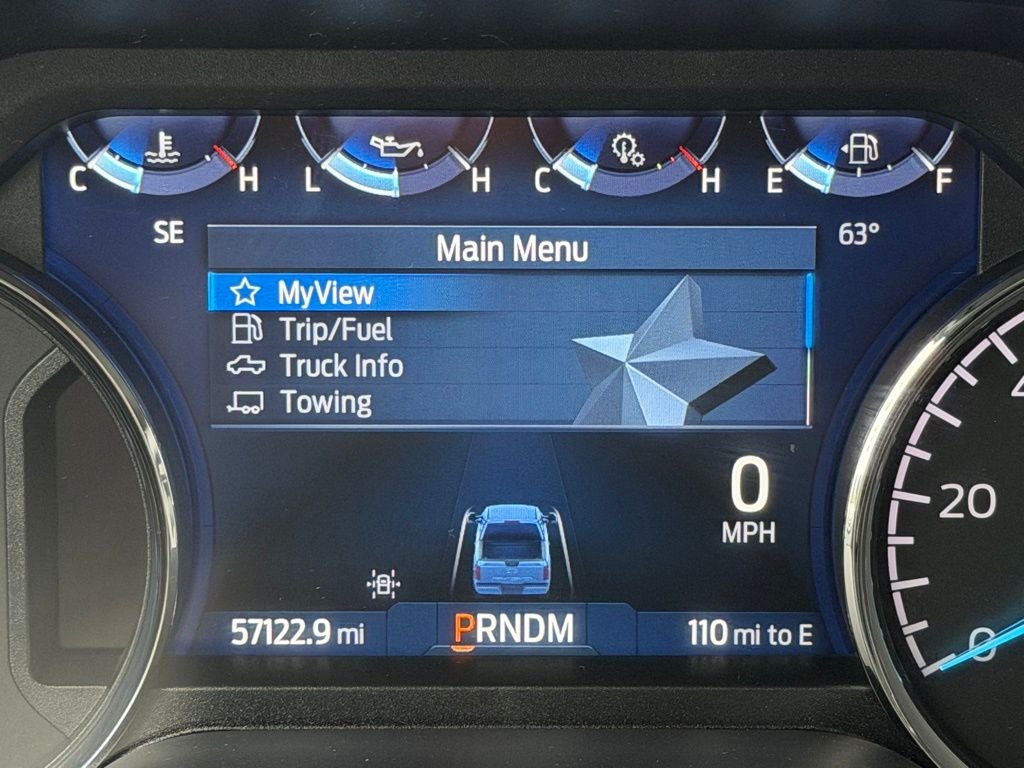 C H L H C H E F
SE
63°
Main Menu
MyView
Trip/Fuel
Truck Info
Towing
0
MPH
20
0
57122.9 mi
PRNDM
110 mi to E